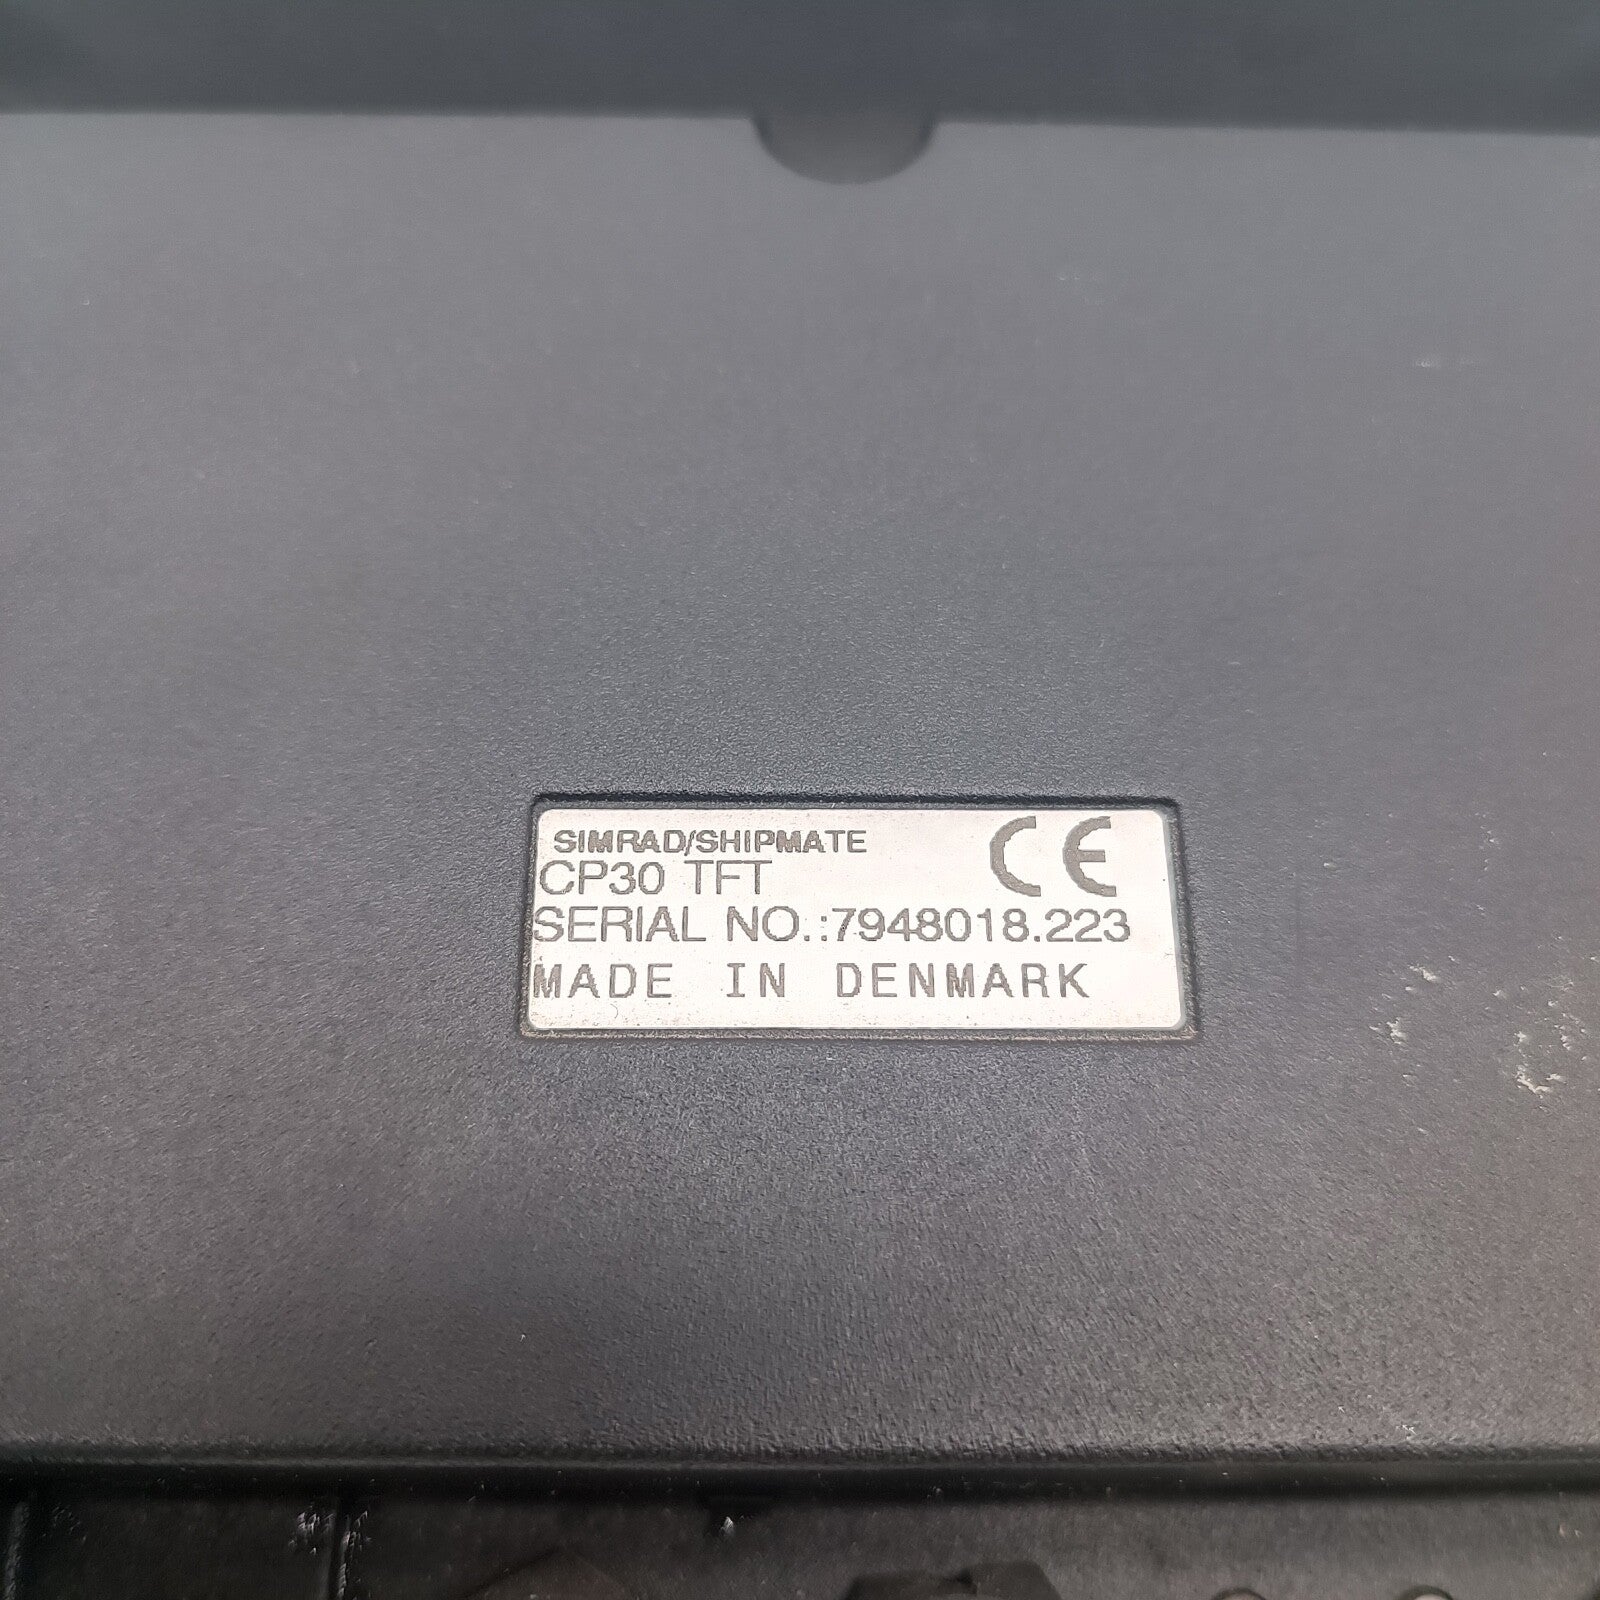 SIMRAD/SHIPMATE CE
CP30 TFT
SERIAL NO.:7948018.223
MADE IN DENMARK